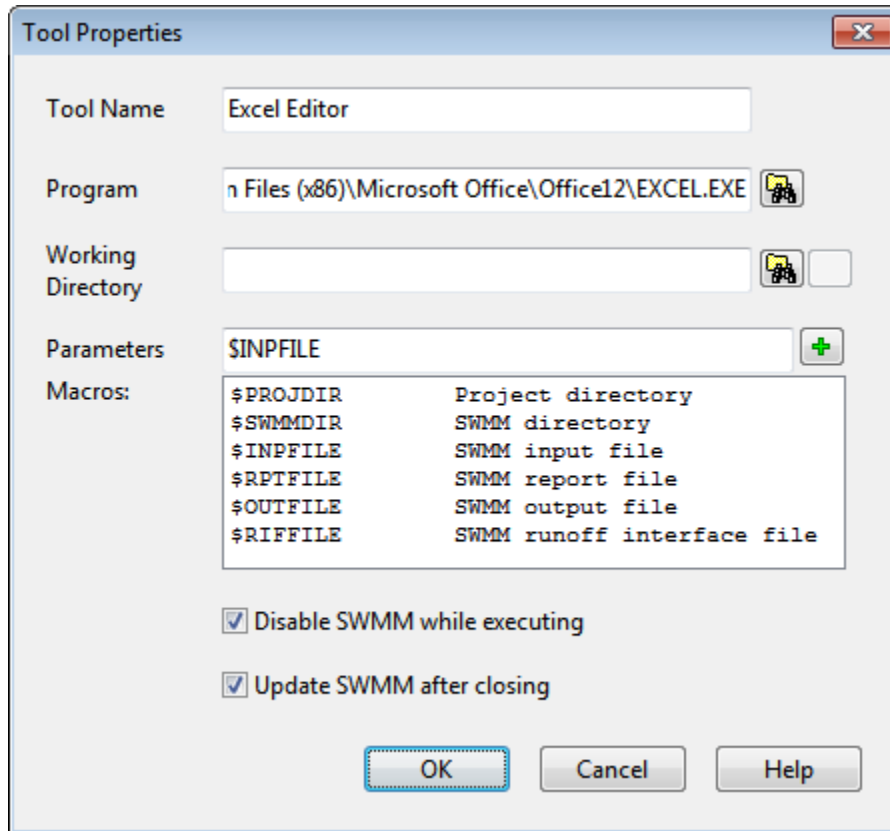 Tool Properties
Tool Name
Excel Editor
Program
n Files (x86)\Microsoft Office\Office12\EXCEL.EXE
Working
Directory
Parameters
$INPFILE
Macros:
$PROJDIR Project directory
$SWMMDIR SWMM directory
$INPFILE SWMM input file
$RPTFILE SWMM report file
$OUTFILE SWMM output file
$RIFFILE SWMM runoff interface file
Disable SWMM while executing
Update SWMM after closing
OK Cancel Help